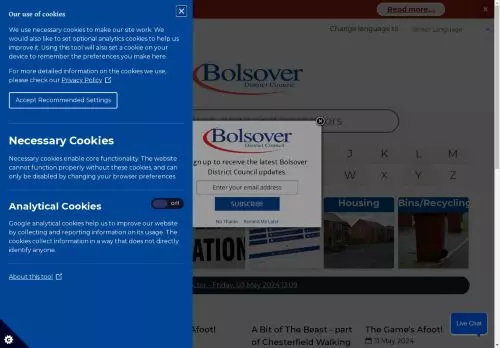 Our use of cookies
We use necessary cookies to make our site work. We
would also like to set optional analytics cookies to help us
improve it. Using this tool will also set a cookie on your
device to remember the preferences you make here.
For more detailed information on the cookies we use,
please check our Privacy Policy
Accept Recommended Settings
Necessary Cookies
Necessary cookies enable core functionality. The website
cannot function properly without these cookies, and can
only be disabled by changing your browser preferences.
Analytical Cookies
Off
Google analytical cookies help us to improve our website
by collecting and reporting information on its usage. The
cookies collect information in a way that does not directly
identify anyone.
About this tool
Read more...
Change language to
Select Language
Bolsover
District Council
ors
J K L M
W X Y Z
Bolsover
District Council
gn up to receive the latest Bolsover
District Council updates.
Enter your email address
SUBSCRIBE
No Thanks
Remind Me Later
Housing
Bins/Recycling
ATION
Friday, 03 May 2024 12:09
Afoot!
A Bit of The Beast - part
of Chesterfield Walking
The Game's Afoot!
11 May 2024
Live Chat